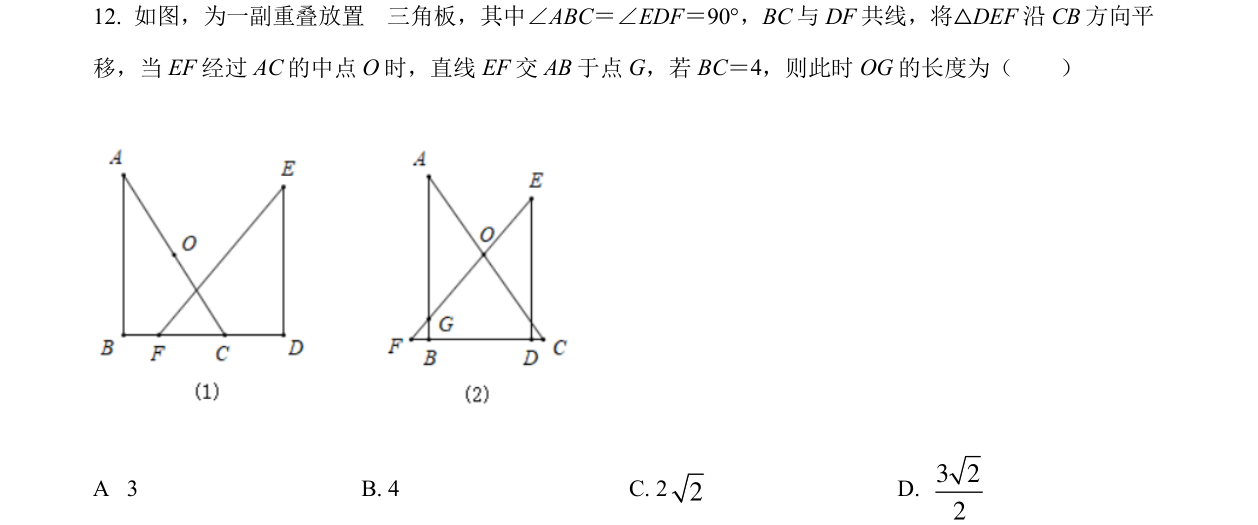 12. 如图，为一副重叠放置 三角板，其中∠ABC＝∠EDF＝90°，BC与DF共线，将△DEF沿CB方向平
移，当EF经过AC的中点O时，直线EF交AB于点G，若BC＝4，则此时OG的长度为（  ）
A
E
O
B
F
C
D
(1)
A
E
O
G
F
B
D
C
(2)
A 3 B. 4 C. 2√2 D. 3√2/2